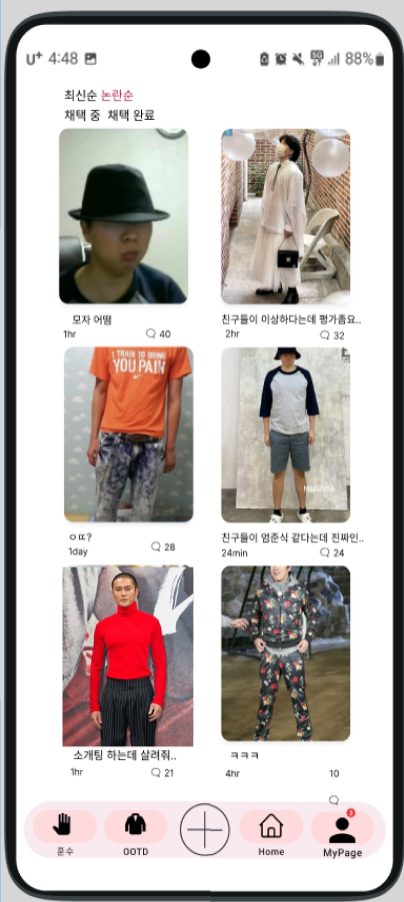 U+ 4:48 5G 88%
최신순 논란순
채택 중 채택 완료
모자 어떰
1hr 40
친구들이 이상하다는데 평가좀요..
2hr 32
I TRAIN TO BRING
YOU PAIN
ㅇㄸ?
1day 28
친구들이 엄준식 같다는데 진짜인..
24min 24
소개팅 하는데 살려줘..
1hr 21
ㅋㅋㅋ
4hr 10
훈수 OOTD Home MyPage